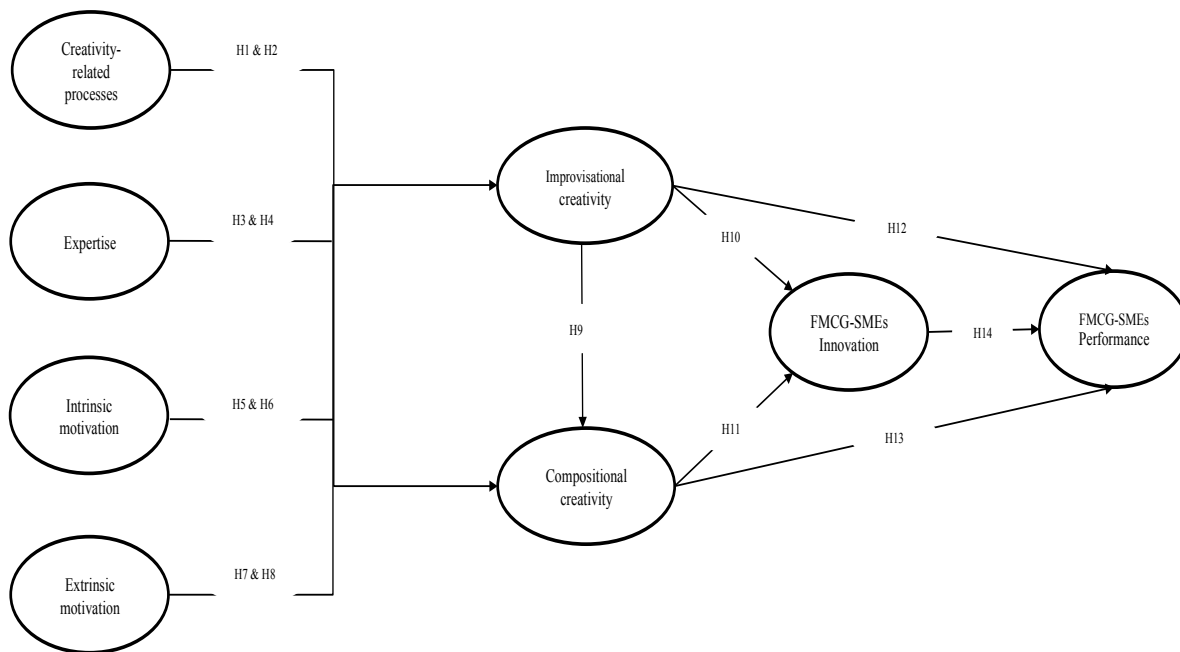 Creativity-
related
processes
H1 & H2
Expertise
H3 & H4
Intrinsic
motivation
H5 & H6
Extrinsic
motivation
H7 & H8
Improvisational
creativity
H9
Compositional
creativity
H10
H11
H12
H13
FMCG-SMEs
Innovation
H14
FMCG-SMEs
Performance